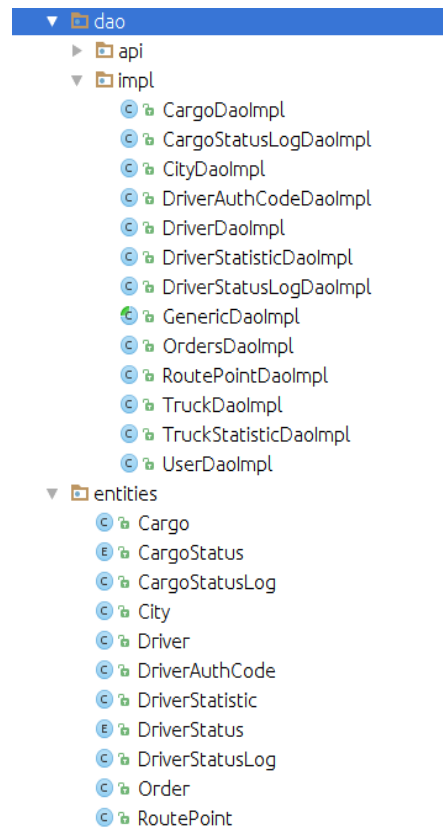 dao
api
impl
C CargoDaoImpl
C CargoStatusLogDaoImpl
C CityDaoImpl
C DriverAuthCodeDaoImpl
C DriverDaoImpl
C DriverStatisticDaoImpl
C DriverStatusLogDaoImpl
C GenericDaoImpl
C OrdersDaoImpl
C RoutePointDaoImpl
C TruckDaoImpl
C TruckStatisticDaoImpl
C UserDaoImpl
entities
C Cargo
E CargoStatus
C CargoStatusLog
C City
C Driver
C DriverAuthCode
C DriverStatistic
E DriverStatus
C DriverStatusLog
C Order
C RoutePoint